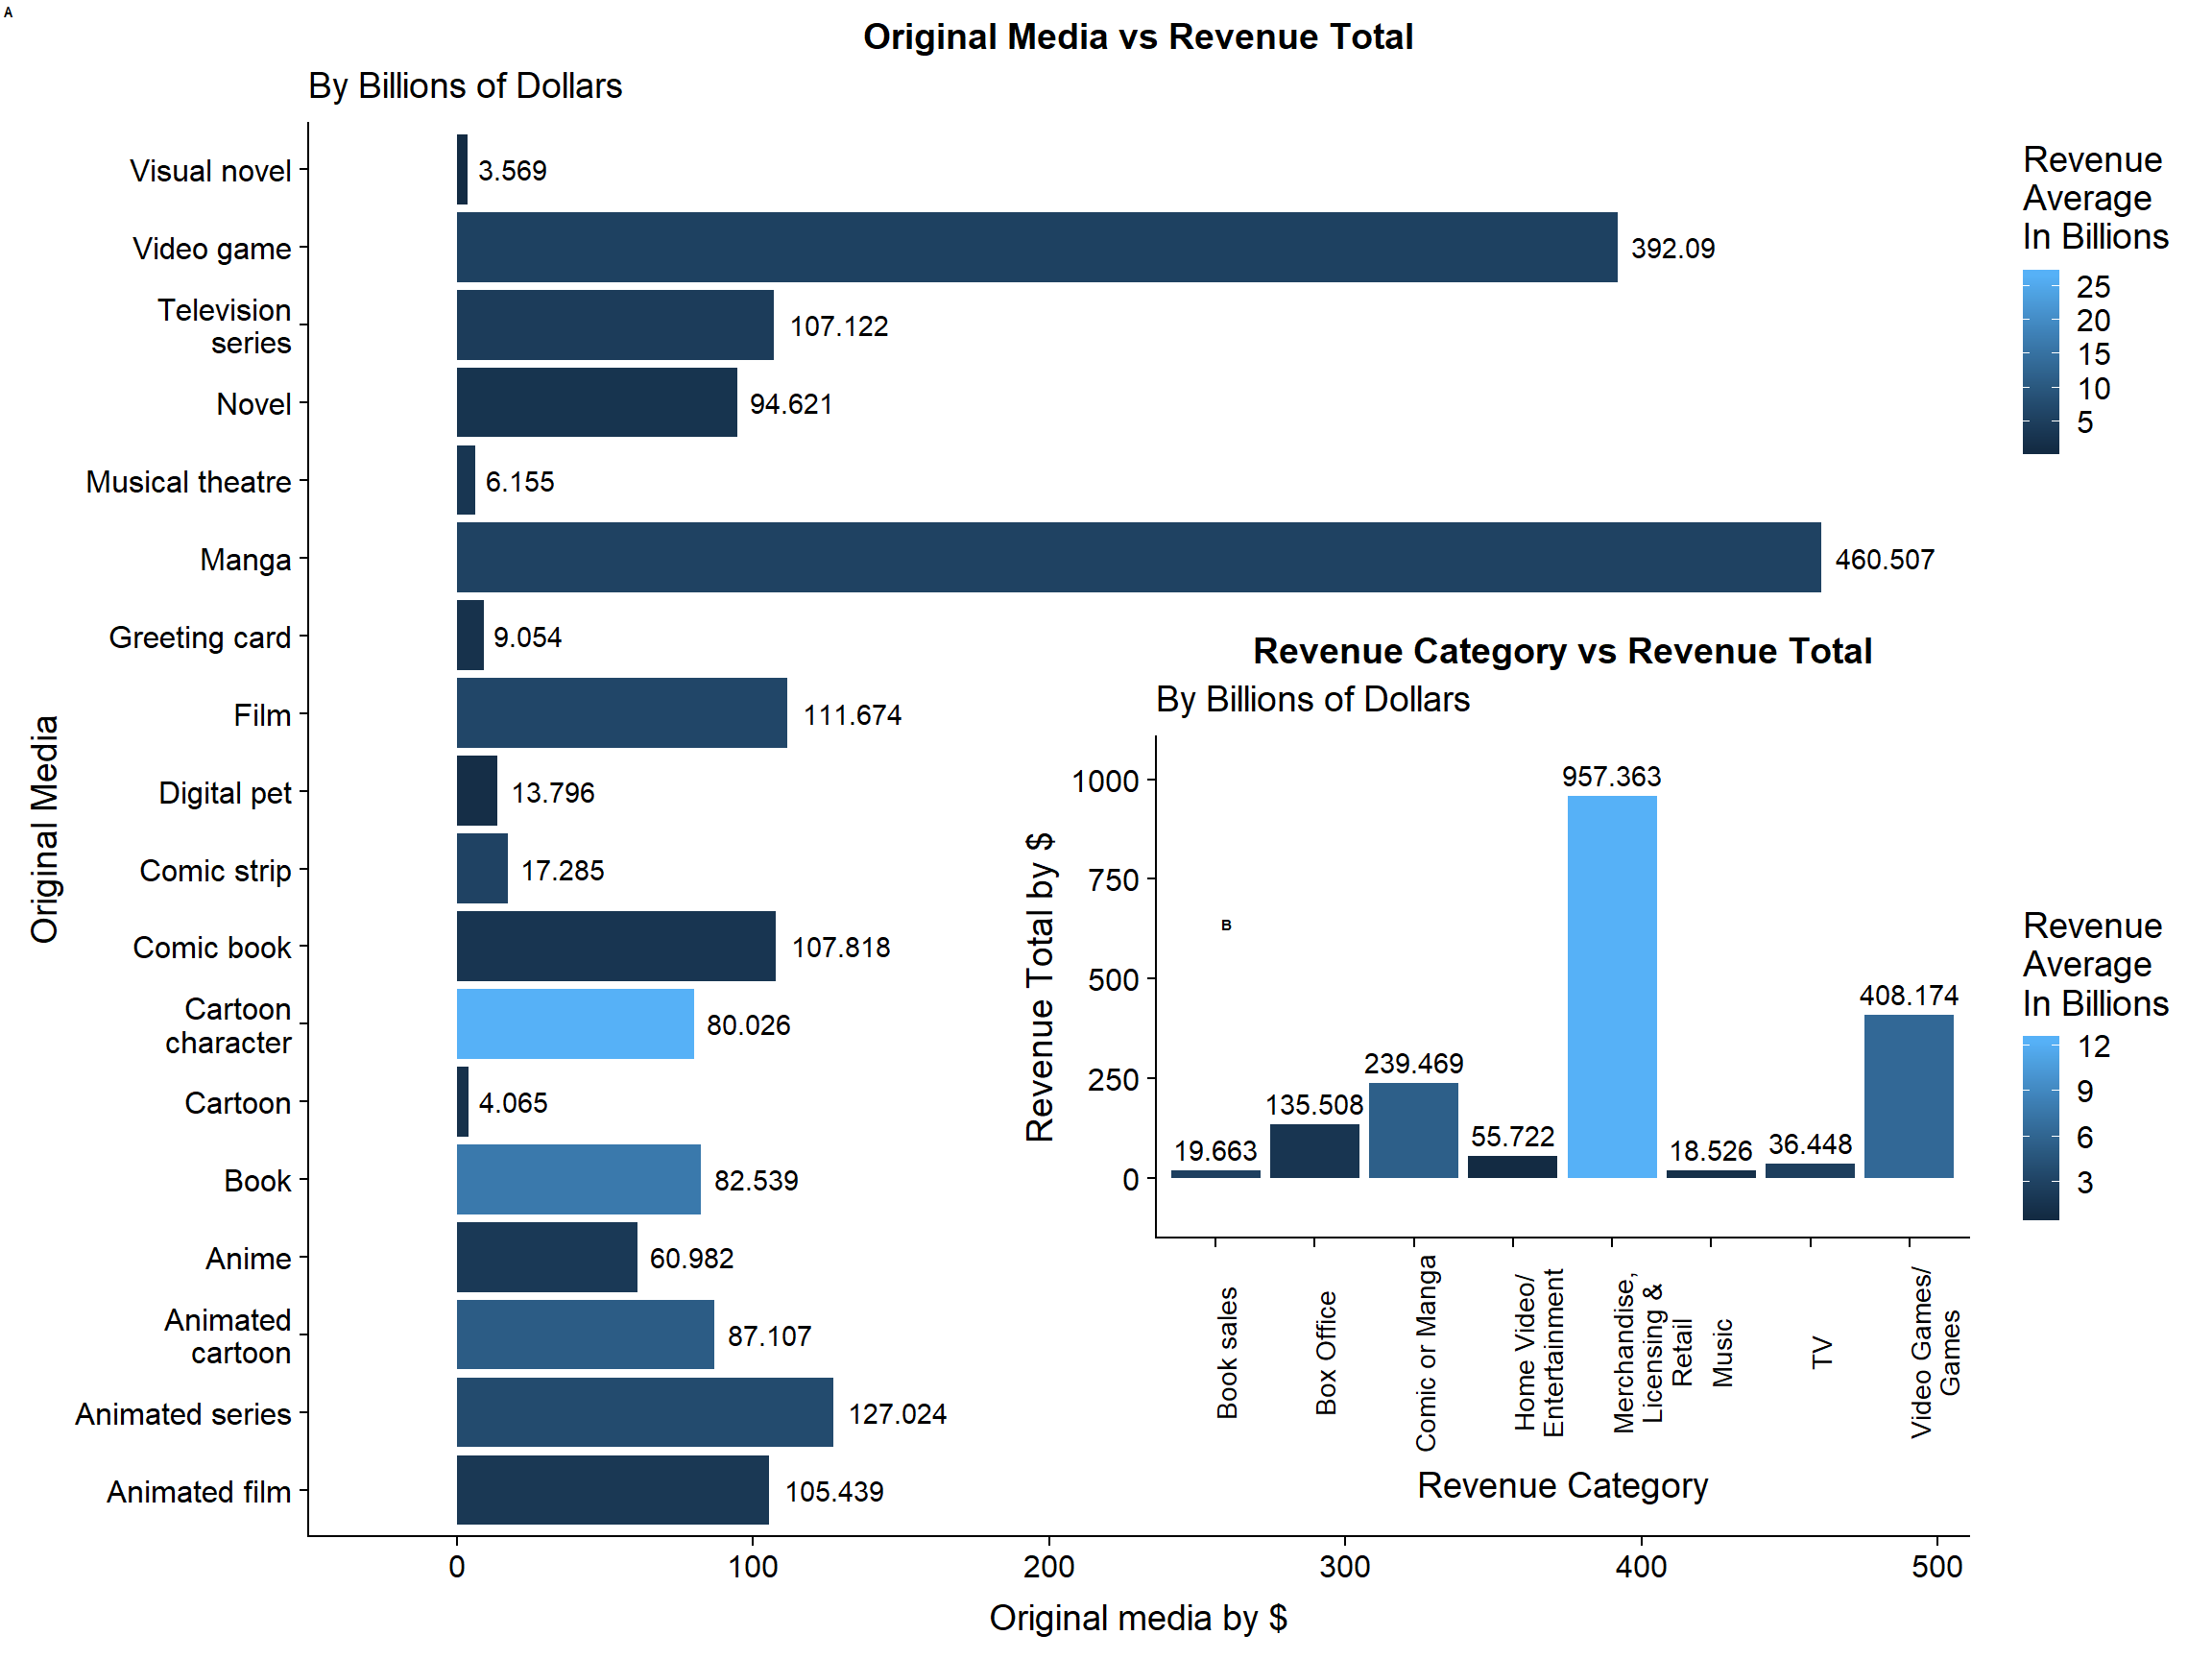 A
Original Media vs Revenue Total
By Billions of Dollars
Original Media
Visual novel
3.569
Video game
392.09
Television
series
107.122
Novel
94.621
Musical theatre
6.155
Manga
460.507
Greeting card
9.054
Film
111.674
Digital pet
13.796
Comic strip
17.285
Comic book
107.818
Cartoon
character
80.026
Cartoon
4.065
Book
82.539
Anime
60.982
Animated
cartoon
87.107
Animated series
127.024
Animated film
105.439
0 100 200 300 400 500
Original media by $
Revenue
Average
In Billions
25
20
15
10
5
B
Revenue Category vs Revenue Total
By Billions of Dollars
Revenue Total by $
1000
750
500
250
0
19.663
135.508
239.469
55.722
957.363
18.526
36.448
408.174
Book sales
Box Office
Comic or Manga
Home Video/
Entertainment
Merchandise,
Licensing &
Retail
Music
TV
Video Games/
Games
Revenue Category
Revenue
Average
In Billions
12
9
6
3